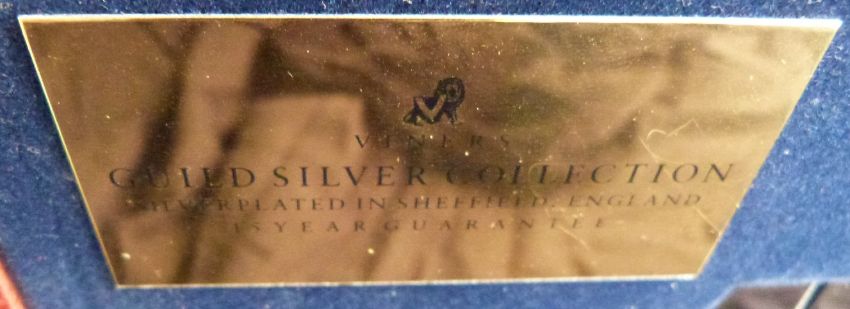 VINERS
GUILD SILVER COLLECTION
SILVERPLATED IN SHEFFIELD, ENGLAND
15 YEAR GUARANTEE